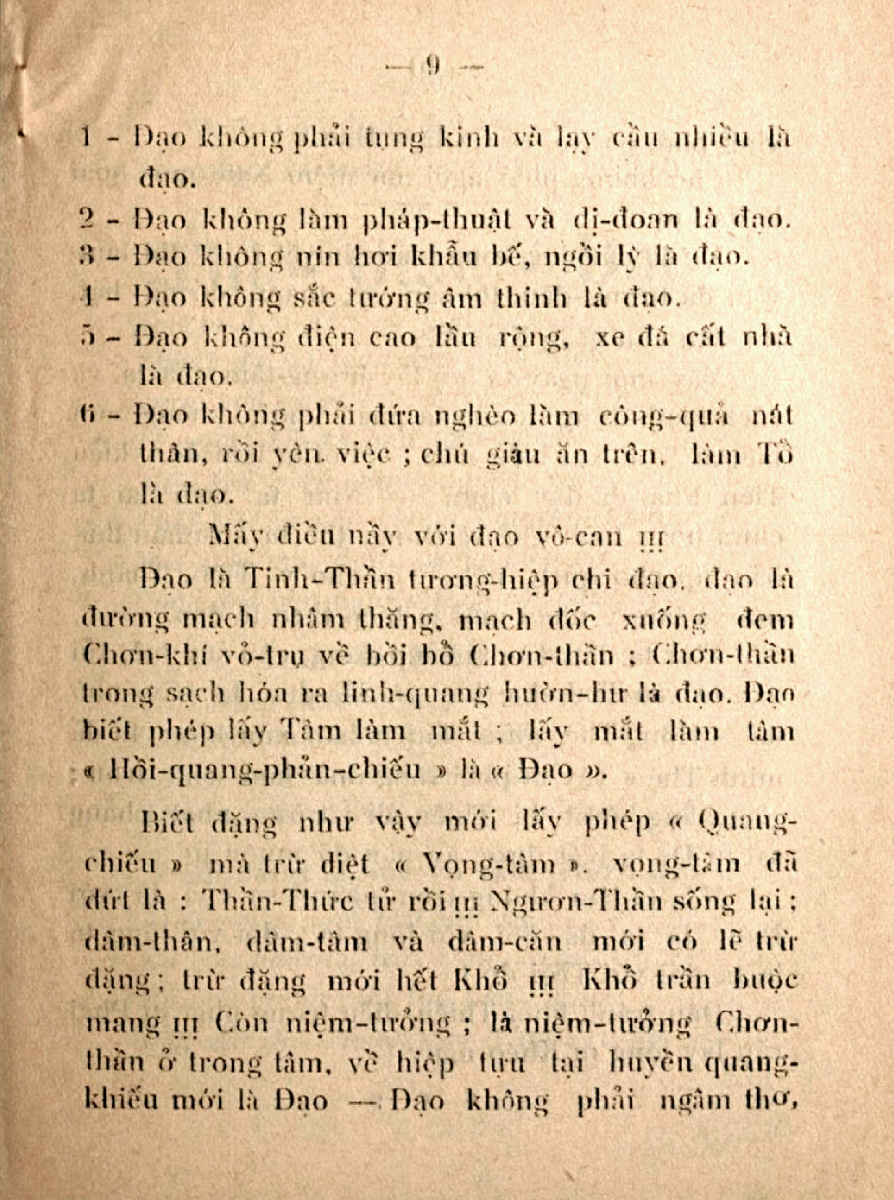 — 9 —
1 – Đạo không phải tụng kinh và lạy cầu nhiều là
đạo.
2 – Đạo không làm pháp-thuật và dị-đoan là đạo.
3 – Đạo không nín hơi khẩu bế, ngồi lỳ là đạo.
4 – Đạo không sắc tướng âm thinh là đạo.
5 – Đạo không điện cao lầu rộng, xe đá cất nhà
là đạo.
6 – Đạo không phải đứa nghèo làm công-quả nát
thân, rồi yên. việc ; chú giàu ăn trên, làm Tổ
là đạo.
Mấy điều nầy với đạo vô-can !!!
Đạo là Tinh-Thần tương-hiệp chi đạo. đạo là
đường mạch nhâm thăng, mạch đốc xuống đem
Chơn-khí vỏ-trụ về bồi bổ Chơn-thần ; Chơn-thần
trong sạch hóa ra linh-quang hườn-hư là đạo. Đạo
biết phép lấy Tâm làm mắt ; lấy mắt làm tâm
« Hồi-quang-phản-chiếu » là « Đạo ».
Biết đặng như vậy mới lấy phép « Quang-
chiếu » mà trừ diệt « Vọng-tâm ». vọng-tâm đã
dứt là : Thần-Thức tử rồi !!! Ngươn-Thần sống lại ;
dâm-thân, dâm-tâm và dâm-căn mới có lẽ trừ
đặng ; trừ đặng mới hết Khổ !!! Khổ trần buộc
mang !!! Còn niệm-tưởng ; là niệm-tưởng Chơn-
thần ở trong tâm, về hiệp tựu tại huyền quang-
khiếu mới là Đạo — Đạo không phải ngâm thơ,